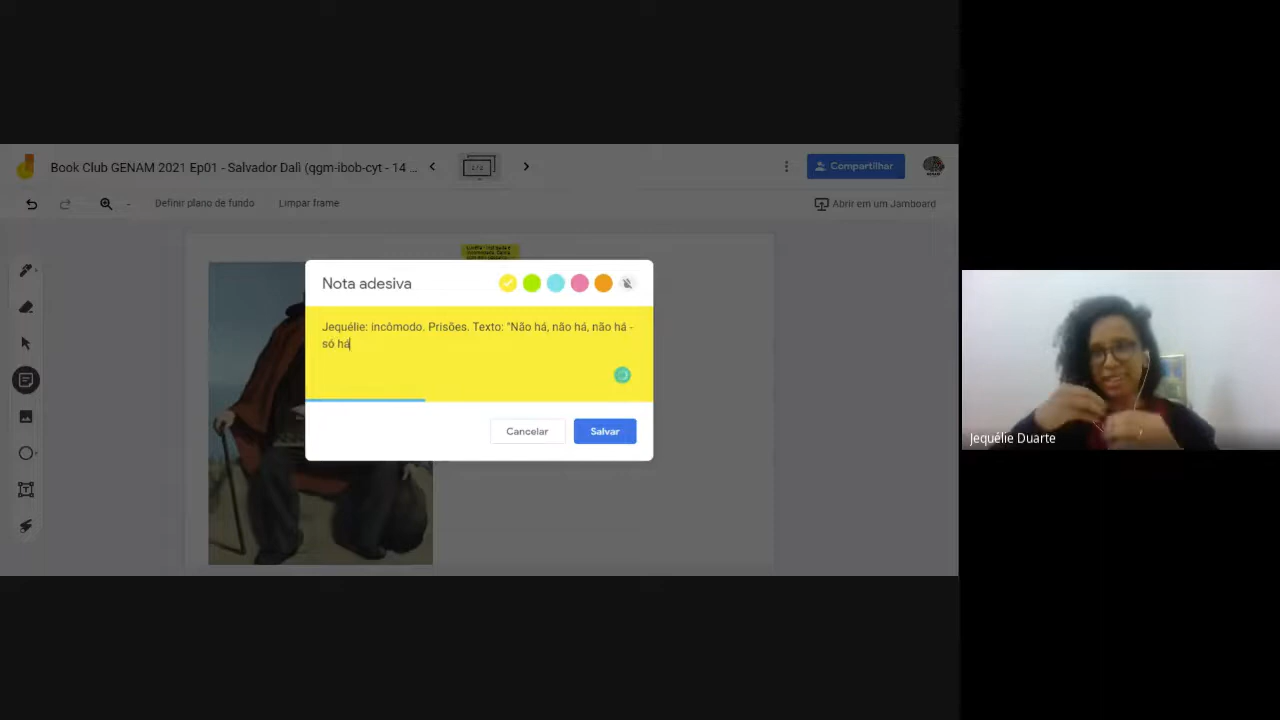 Book Club GENAM 2021 Ep01 - Salvador Dalì (qgm-ibob-cyt - 14 ...
Compartilhar
Definir plano de fundo
Limpar frame
Abrir em um Jamboard
Nota adesiva
Jequélie: incômodo. Prisões. Texto: "Não há, não há, não há -
só há
Cancelar
Salvar
Jequélie Duarte